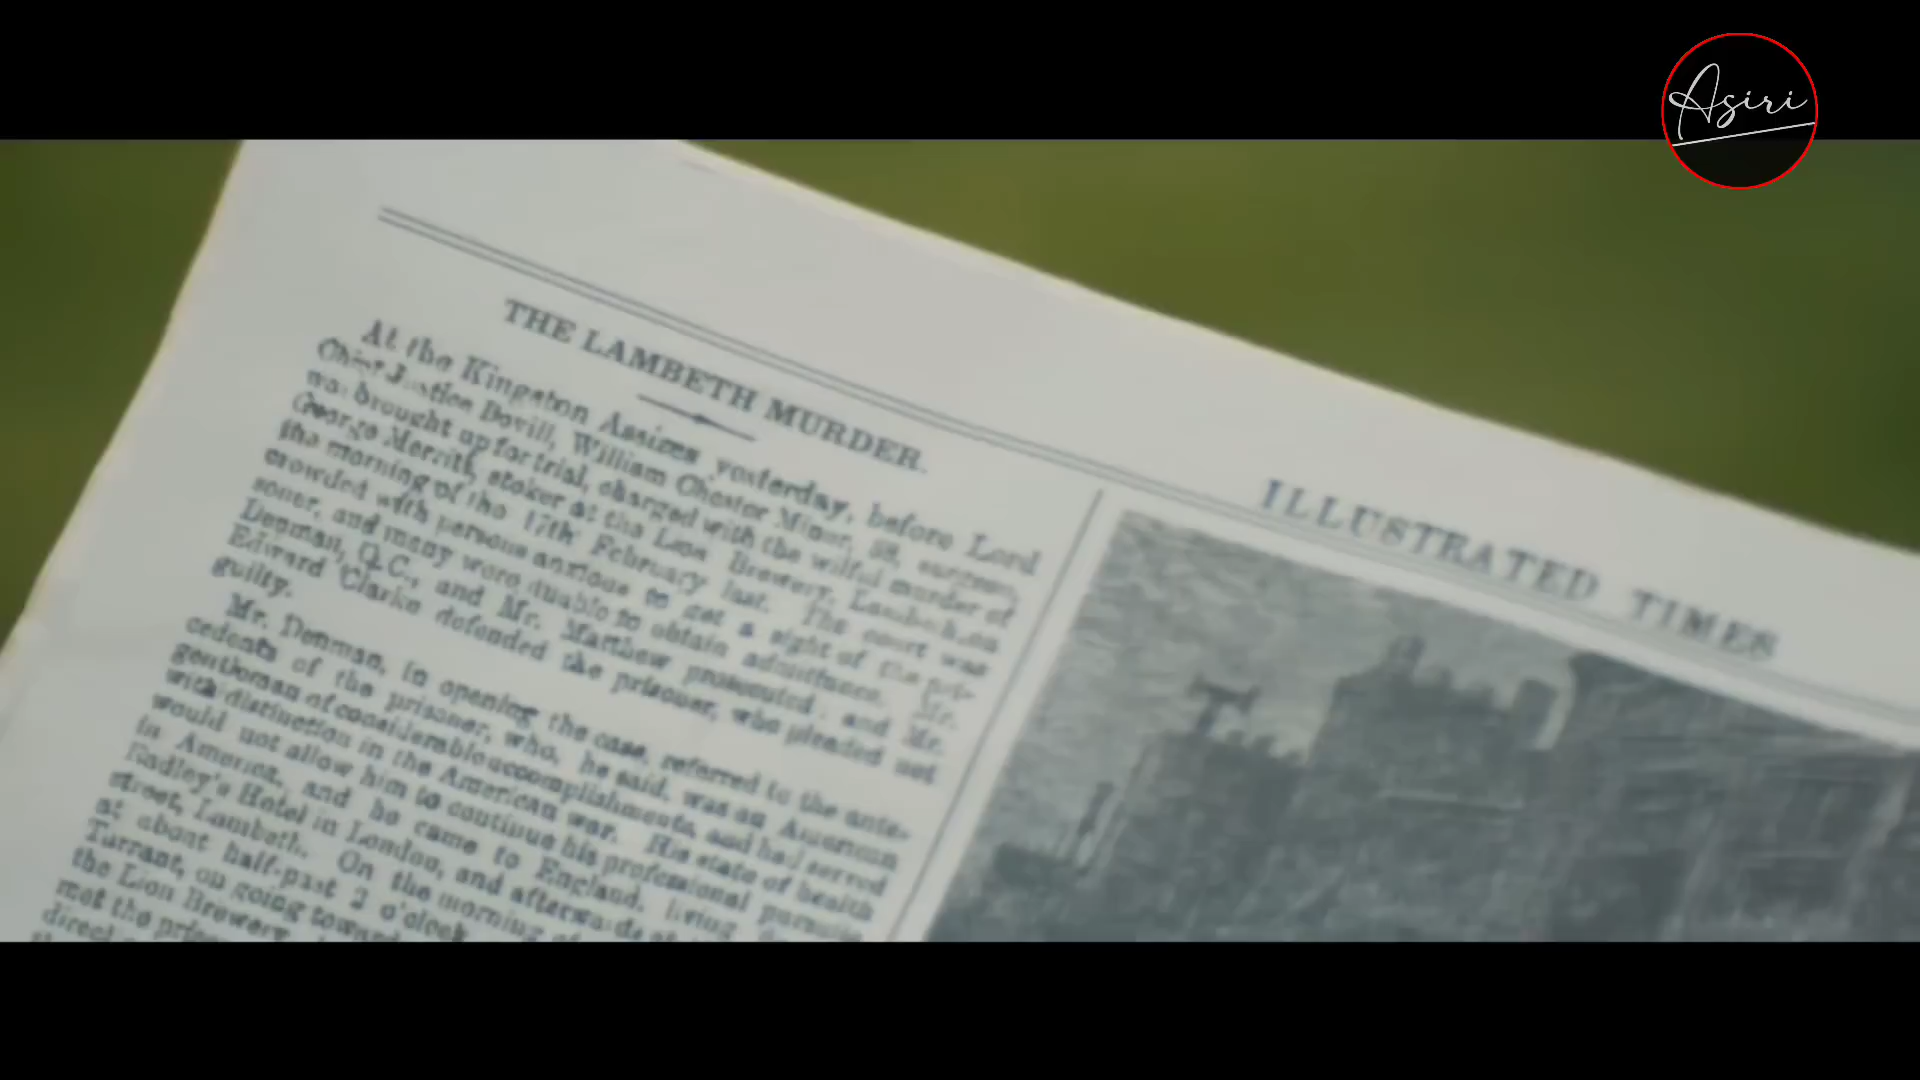 Asiri
THE LAMBETH MURDER.
At the Kingston Assizes yesterday, before Lord
Chief Justice Bovill, William Chester Minor, 38, surgeon,
was brought up for trial, charged with the wilful murder of
George Merritt, stoker at the Lion Brewery, Lambeth, on
the morning of the 17th February last. The court was
crowded with persons anxious to get a sight of the pri-
soner, and many were unable to obtain admittance. Mr.
Denman, Q.C., and Mr. Matthew prosecuted, and Mr.
Edward Clarke defended the prisoner, who pleaded not
guilty.
Mr. Denman, in opening the case, referred to the ante-
cedents of the prisoner, who, he said, was an American
gentleman of considerable accomplishments, and had served
with distinction in the American war. His state of health
would not allow him to continue his professional pursuits
in America, and he came to England, living
Radley's Hotel in London, and afterwards at
street, Lambeth. On the morning of
at about half-past 2 o'clock
Tarrant, on going towards
the Lion Brewery
met the prisoner
direct
ILLUSTRATED TIMES